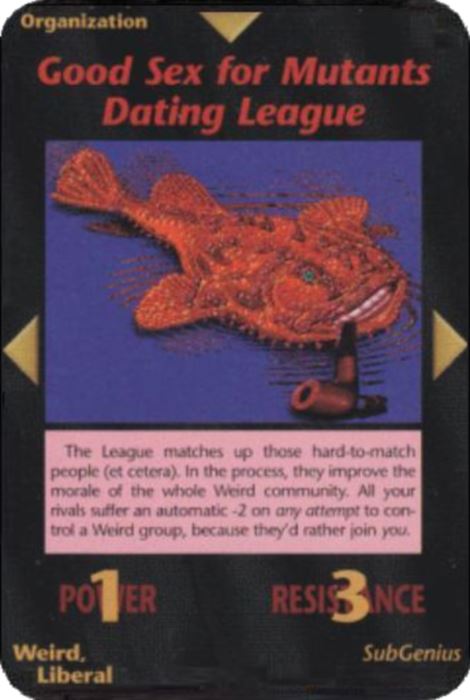 Organization
Good Sex for Mutants
Dating League
The League matches up those hard-to-match
people (et cetera). In the process, they improve the
morale of the whole Weird community. All your
rivals suffer an automatic -2 on any attempt to con-
trol a Weird group, because they'd rather join you.
POWER 1 RESISTANCE 3
Weird,
Liberal
SubGenius